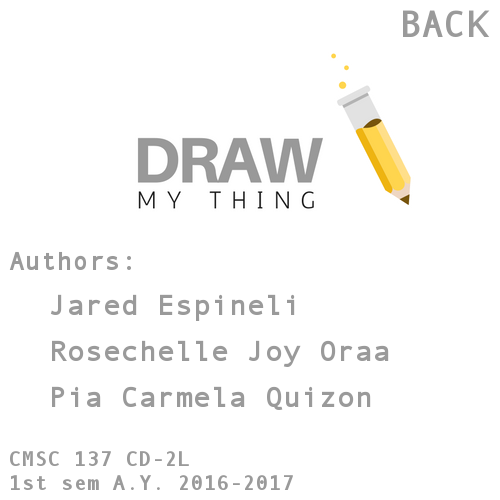 BACK
DRAW
MY THING
Authors:
Jared Espineli
Rosechelle Joy Oraa
Pia Carmela Quizon
CMSC 137 CD-2L
1st sem A.Y. 2016-2017